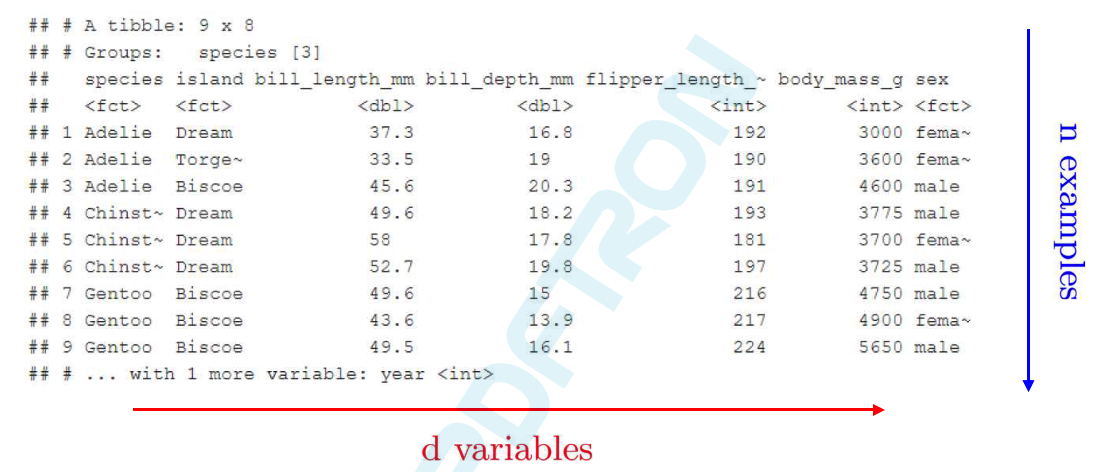 ## # A tibble: 9 x 8
## # Groups:   species [3]
##   species island bill_length_mm bill_depth_mm flipper_length_~ body_mass_g sex
##   <fct>   <fct>           <dbl>         <dbl>            <int>       <int> <fct>
## 1 Adelie  Dream            37.3          16.8              192        3000 fema~
## 2 Adelie  Torge~           33.5          19                190        3600 fema~
## 3 Adelie  Biscoe           45.6          20.3              191        4600 male
## 4 Chinst~ Dream            49.6          18.2              193        3775 male
## 5 Chinst~ Dream            58            17.8              181        3700 fema~
## 6 Chinst~ Dream            52.7          19.8              197        3725 male
## 7 Gentoo  Biscoe           49.6          15                216        4750 male
## 8 Gentoo  Biscoe           43.6          13.9              217        4900 fema~
## 9 Gentoo  Biscoe           49.5          16.1              224        5650 male
## # ... with 1 more variable: year <int>
n examples
d variables
PDFTRON